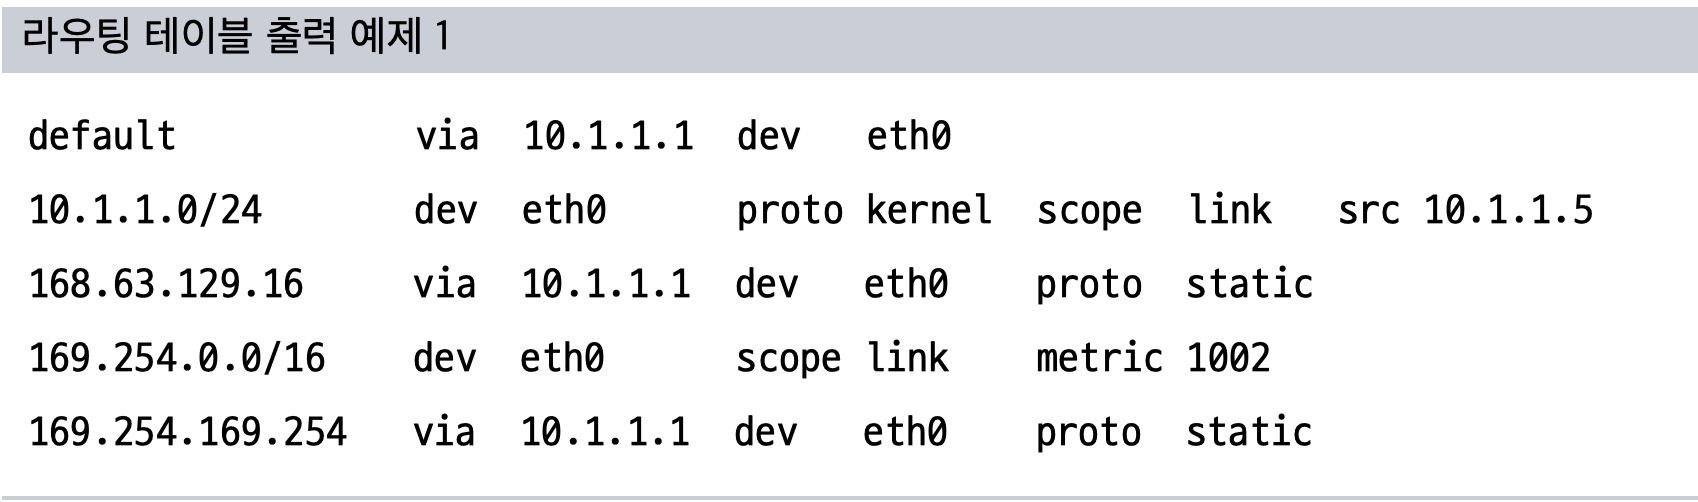 라우팅 테이블 출력 예제 1
default via 10.1.1.1 dev eth0
10.1.1.0/24 dev eth0 proto kernel scope link src 10.1.1.5
168.63.129.16 via 10.1.1.1 dev eth0 proto static
169.254.0.0/16 dev eth0 scope link metric 1002
169.254.169.254 via 10.1.1.1 dev eth0 proto static